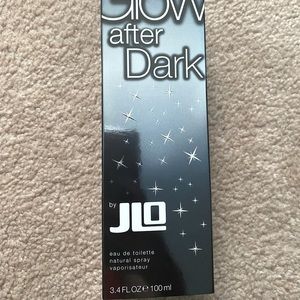 Glow
after
Dark
by
JLO
eau de toilette
natural spray
vaporisateur
3.4 FL OZ ℮ 100 ml